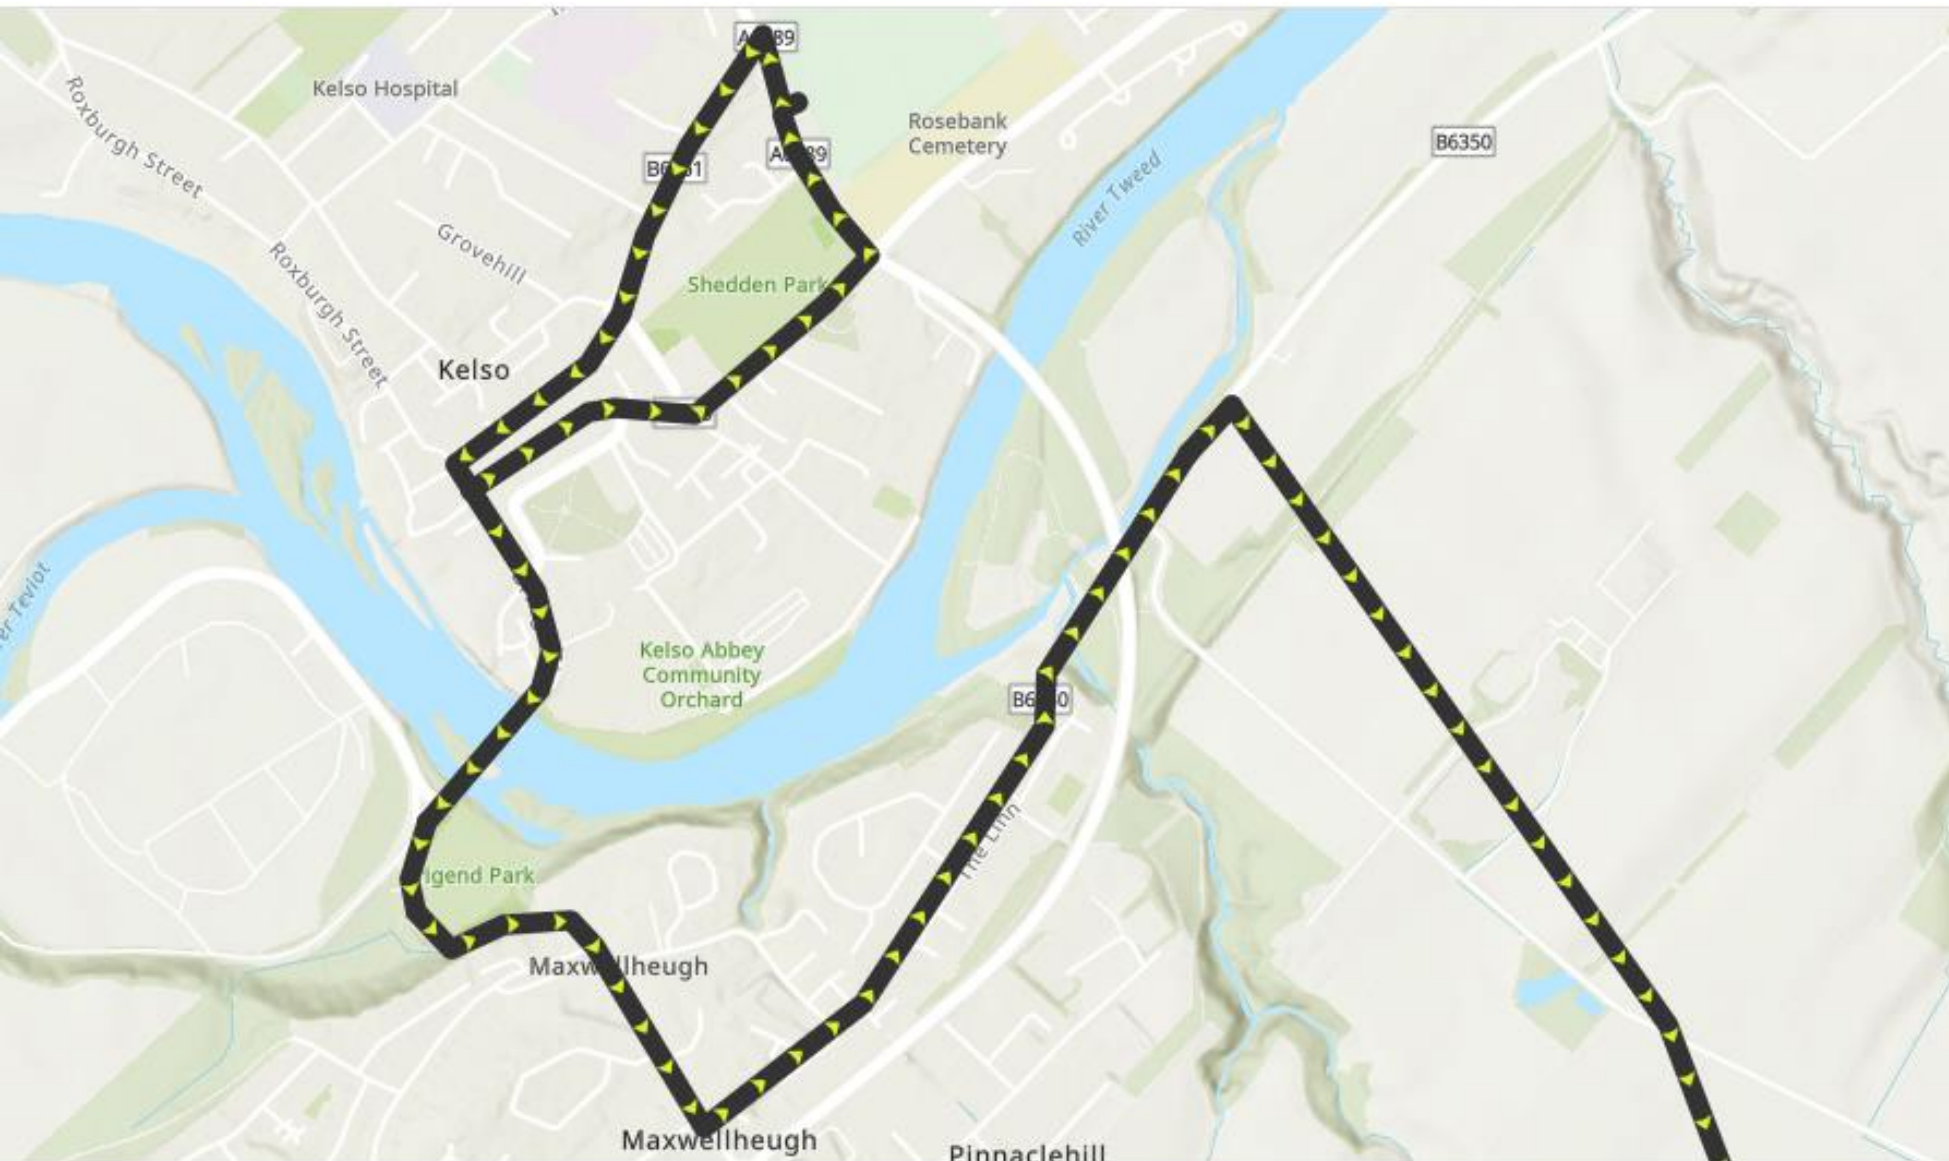 Kelso Hospital
Roxburgh Street
Rosebank
Cemetery
B6350
River Tweed
Grovehill
Roxburgh Street
Shedden Park
Kelso
Kelso Abbey
Community
Orchard
The Linn
Park
Maxwellheugh
Maxwellheugh
Pinnaclehill